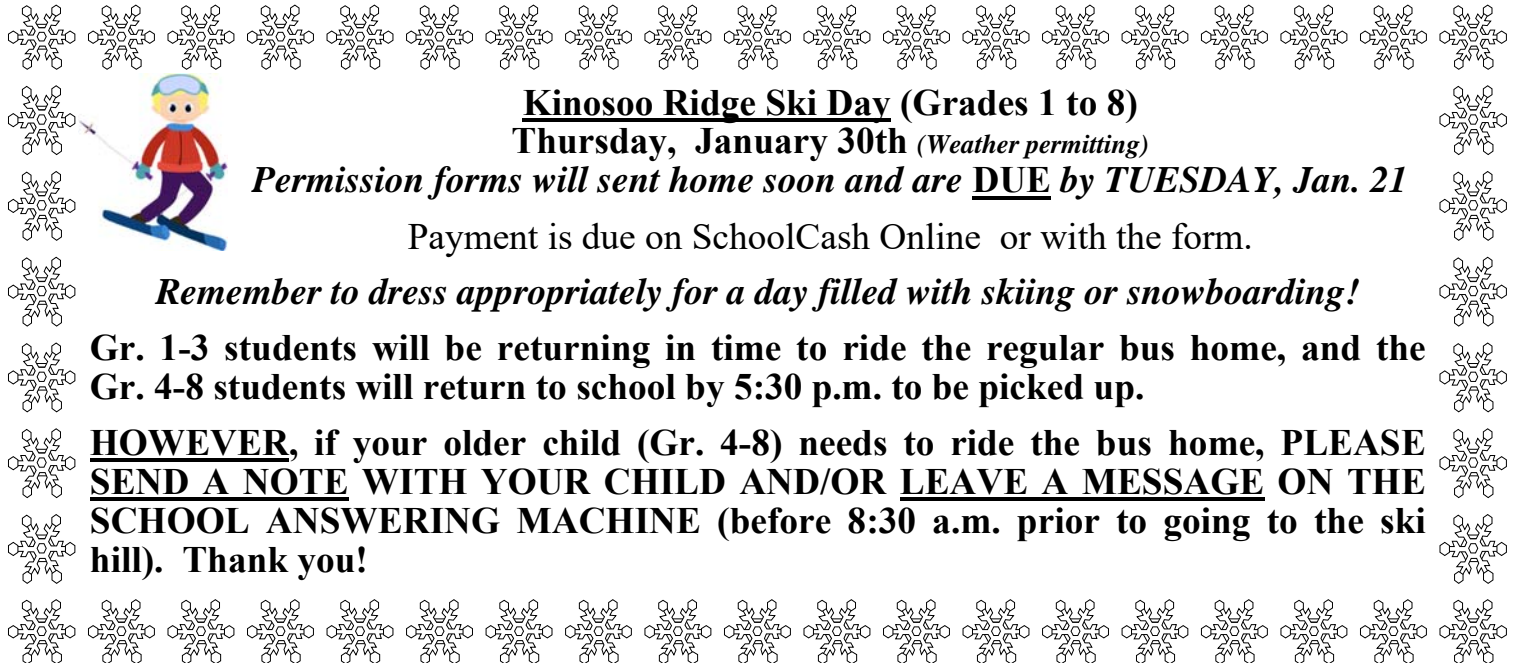 Kinosoo Ridge Ski Day (Grades 1 to 8)
Thursday,  January 30th (Weather permitting)
Permission forms will sent home soon and are DUE by TUESDAY, Jan. 21
Payment is due on SchoolCash Online  or with the form.
Remember to dress appropriately for a day filled with skiing or snowboarding!
Gr. 1-3 students will be returning in time to ride the regular bus home, and the
Gr. 4-8 students will return to school by 5:30 p.m. to be picked up.
HOWEVER, if your older child (Gr. 4-8) needs to ride the bus home, PLEASE
SEND A NOTE WITH YOUR CHILD AND/OR LEAVE A MESSAGE ON THE
SCHOOL ANSWERING MACHINE (before 8:30 a.m. prior to going to the ski
hill).  Thank you!